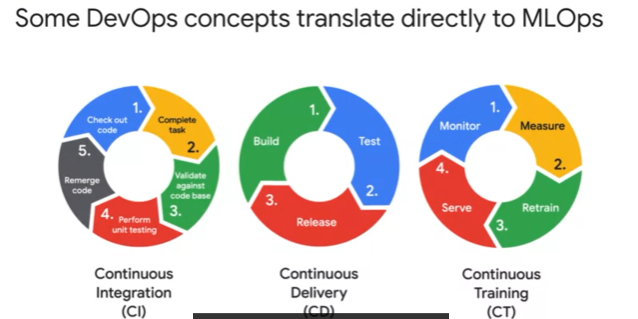 Some DevOps concepts translate directly to MLOps
1.
Check out
code
Complete
task
2.
Validate
against
code base
3.
4.
Perform
unit testing
5.
Remerge
code
Continuous
Integration
(CI)
1.
Build
Test
2.
3.
Release
Continuous
Delivery
(CD)
1.
Monitor
Measure
2.
Retrain
3.
4.
Serve
Continuous
Training
(CT)